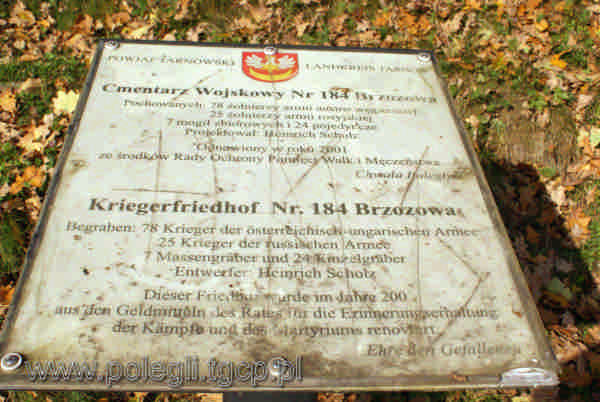 POWIAT TARNOWSKI LANDKREIS TARNÓW
Cmentarz Wojskowy Nr 184 Brzozowa
Pochowanych: 78 żołnierzy armii austro-węgierskiej
25 żołnierzy armii rosyjskiej
7 mogił zbiorowych i 24 pojedyncze
Projektował: Heinrich Scholz
Odnowiony w roku 2001
ze środków Rady Ochrony Pamięci Walk i Męczeństwa
Chwała Poległym
Kriegerfriedhof Nr. 184 Brzozowa
Begraben: 78 Krieger der österreichisch-ungarischen Armee
25 Krieger der russischen Armee
7 Massengräber und 24 Einzelgräber
Entwerfer: Heinrich Scholz
Dieser Friedhof wurde im Jahre 200
aus den Geldmitteln des Rates für die Erinnerungserhaltung
der Kämpfe und des Martyriums renoviert.
Ehre den Gefallenen
www.polegli.tgcp.pl